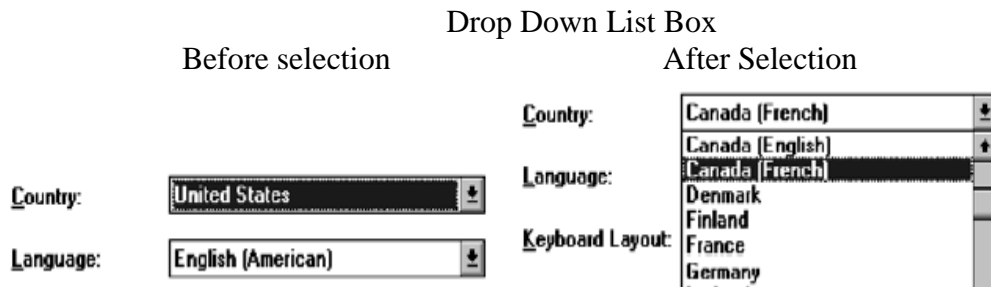 Drop Down List Box
Before selection After Selection
Country: United States
Language: English (American)
Country: Canada (French)
Canada (English)
Language: Canada (French)
Denmark
Finland
Keyboard Layout: France
Germany